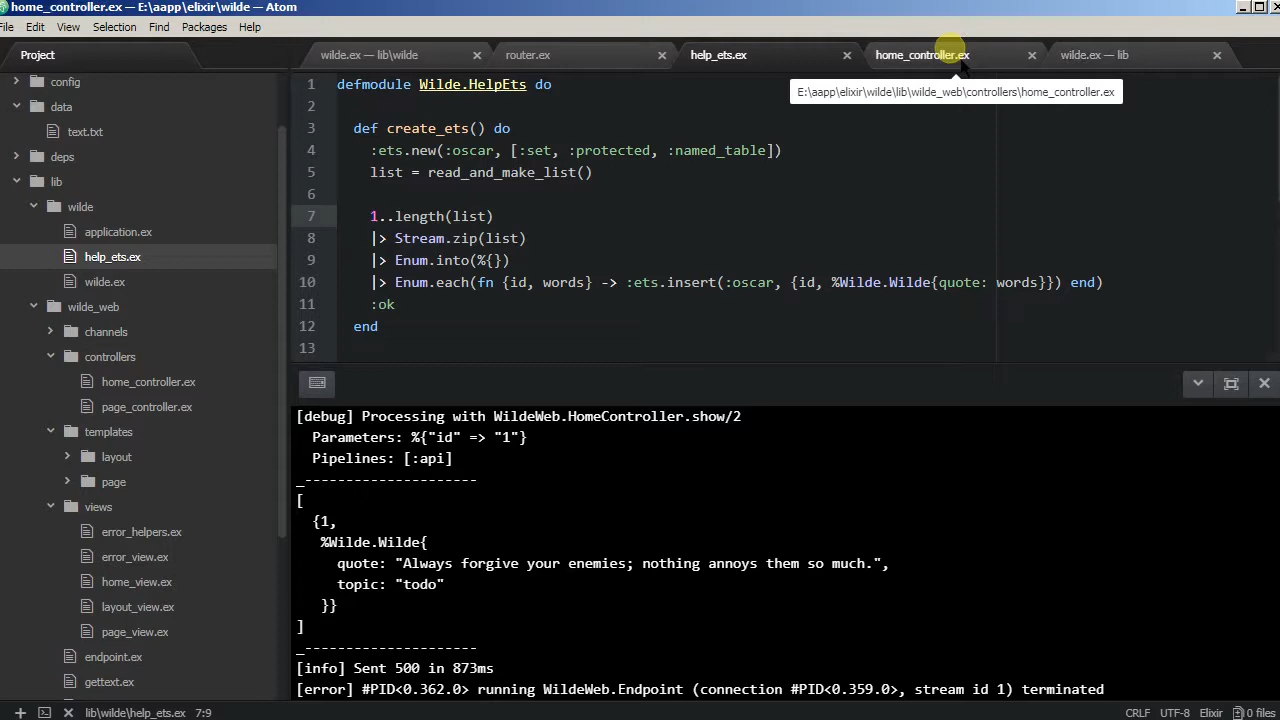 home_controller.ex — E:\aapp\elixir\wilde — Atom
File Edit View Selection Find Packages Help
Project
wilde.ex — lib\wilde
router.ex
help_ets.ex
home_controller.ex
wilde.ex — lib
E:\aapp\elixir\wilde\lib\wilde_web\controllers\home_controller.ex
config
data
text.txt
deps
lib
wilde
application.ex
help_ets.ex
wilde.ex
wilde_web
channels
controllers
home_controller.ex
page_controller.ex
templates
layout
page
views
error_helpers.ex
error_view.ex
home_view.ex
layout_view.ex
page_view.ex
endpoint.ex
gettext.ex
1 defmodule Wilde.HelpEts do
2
3 def create_ets() do
4 :ets.new(:oscar, [:set, :protected, :named_table])
5 list = read_and_make_list()
6
7 1..length(list)
8 |> Stream.zip(list)
9 |> Enum.into(%{})
10 |> Enum.each(fn {id, words} -> :ets.insert(:oscar, {id, %Wilde.Wilde{quote: words}}) end)
11 :ok
12 end
13
[debug] Processing with WildeWeb.HomeController.show/2
Parameters: %{"id" => "1"}
Pipelines: [:api]
_---------------------
[
{1,
%Wilde.Wilde{
quote: "Always forgive your enemies; nothing annoys them so much.",
topic: "todo"
}}
]
_---------------------
[info] Sent 500 in 873ms
[error] #PID<0.362.0> running WildeWeb.Endpoint (connection #PID<0.359.0>, stream id 1) terminated
lib\wilde\help_ets.ex 7:9
CRLF UTF-8 Elixir 0 files